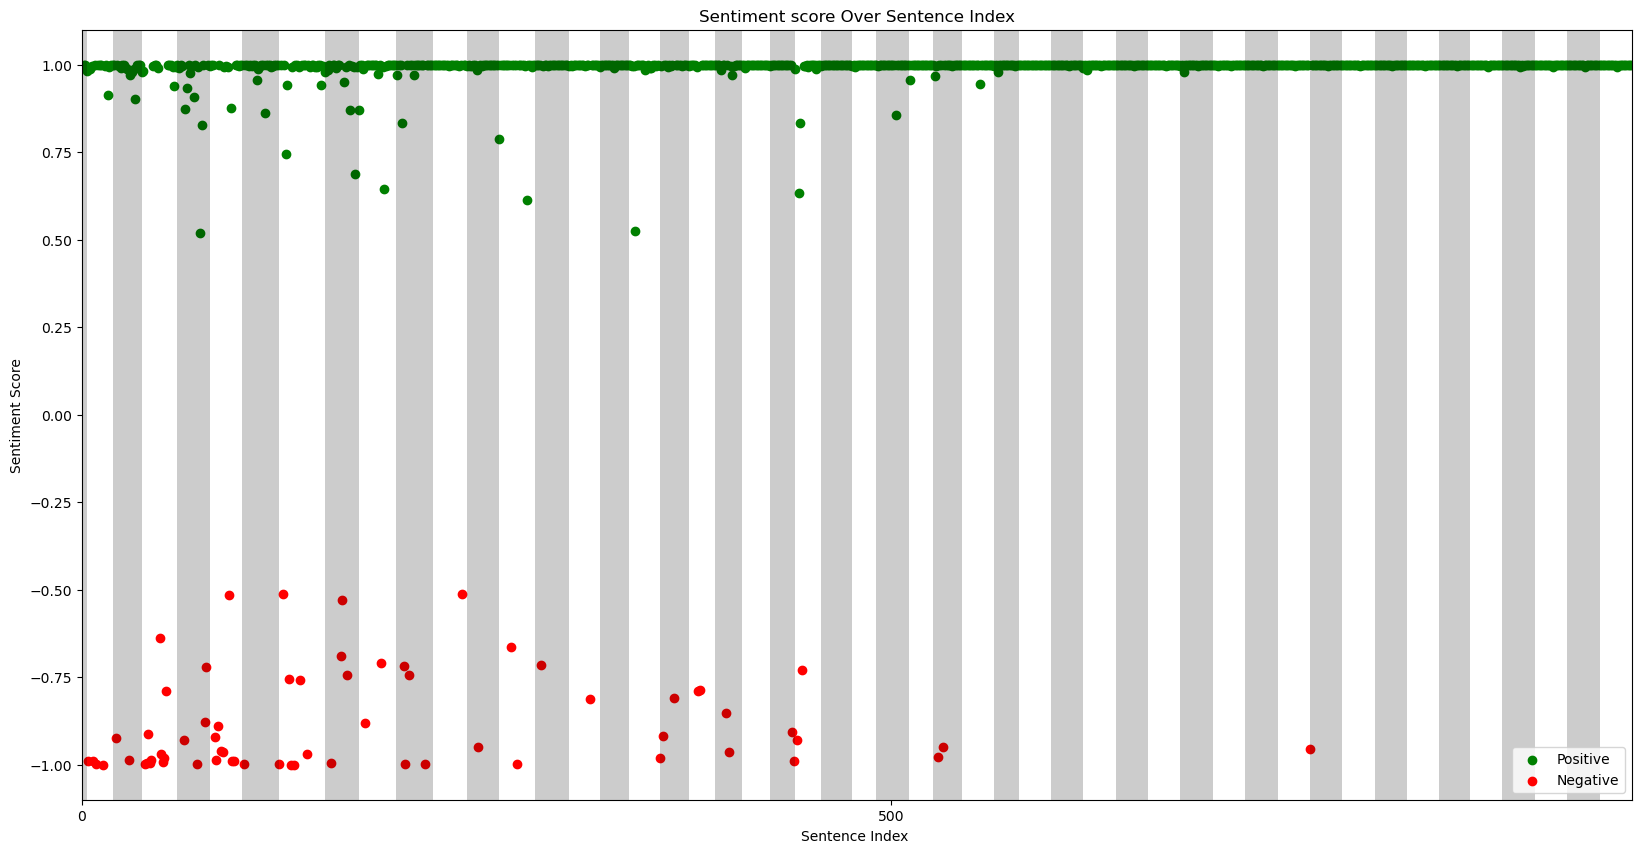 Sentiment score Over Sentence Index
Sentiment Score
1.00
0.75
0.50
0.25
0.00
−0.25
−0.50
−0.75
−1.00
0
500
Sentence Index
Positive
Negative